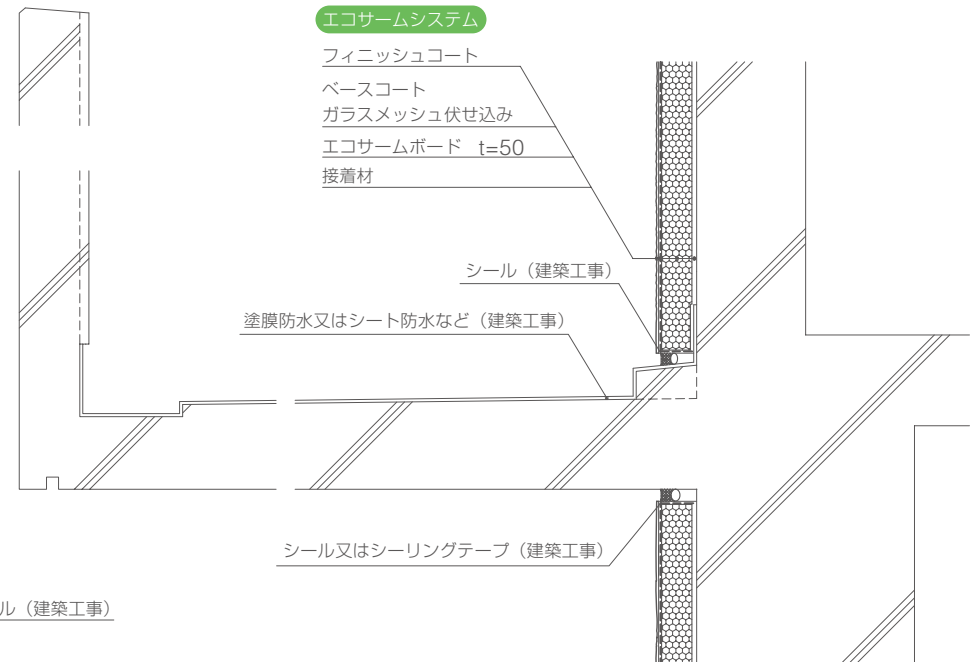 エコサームシステム
フィニッシュコート
ベースコート
ガラスメッシュ伏せ込み
エコサームボード t=50
接着材
シール（建築工事）
塗膜防水又はシート防水など（建築工事）
シール又はシーリングテープ（建築工事）
ル（建築工事）